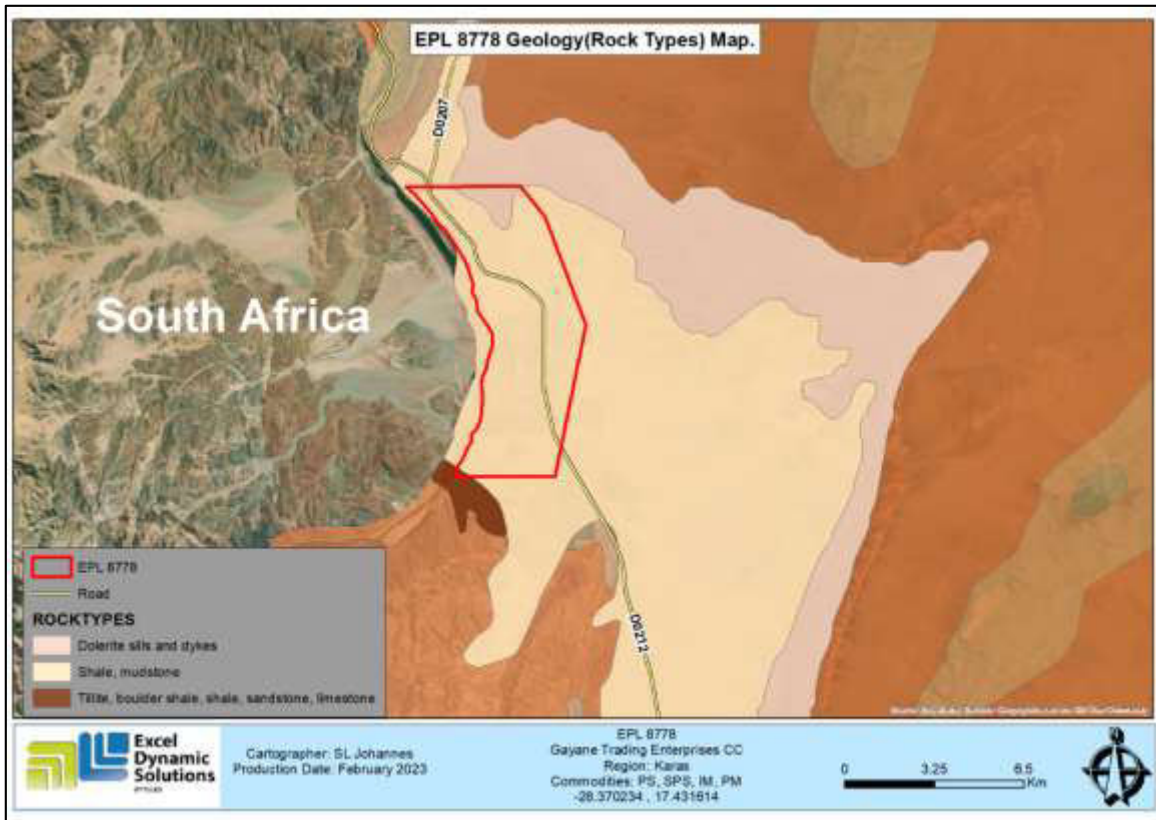 EPL 8778 Geology(Rock Types) Map.
D0207
South Africa
EPL 8778
Road
ROCKTYPES
Dolerite sills and dykes
Shale, mudstone
Tillite, boulder shale, shale, sandstone, limestone
D0212
Excel
Dynamic
Solutions
Cartographer: SL Johannes
Production Date: February 2023
EPL 8778
Gayane Trading Enterprises CC
Region: Karas
Commodities: PS, SPS, IM, PM
-28.370234 , 17.431614
0 3.25 6.5
Km